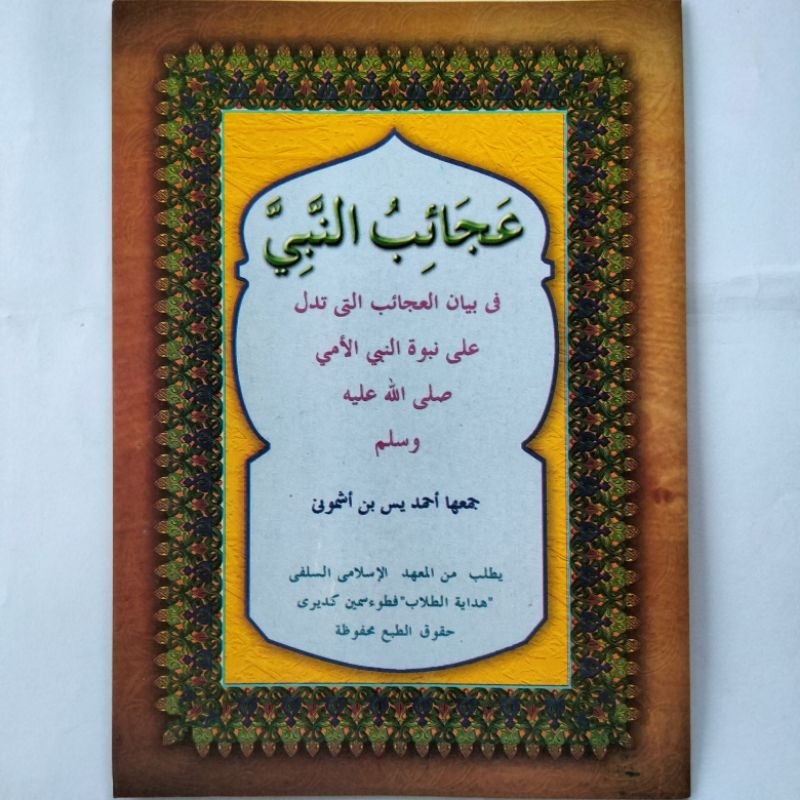 عَجَائِبُ النَّبِيَّ
فى بيان العجائب التى تدل
على نبوة النبي الأمي
صلى الله عليه
وسلم
جمعها أحمد يس بن أشمونى
يطلب من المعهد الإسلامى السلفى
"هداية الطلاب" فطوءسمين كديرى
حقوق الطبع محفوظة